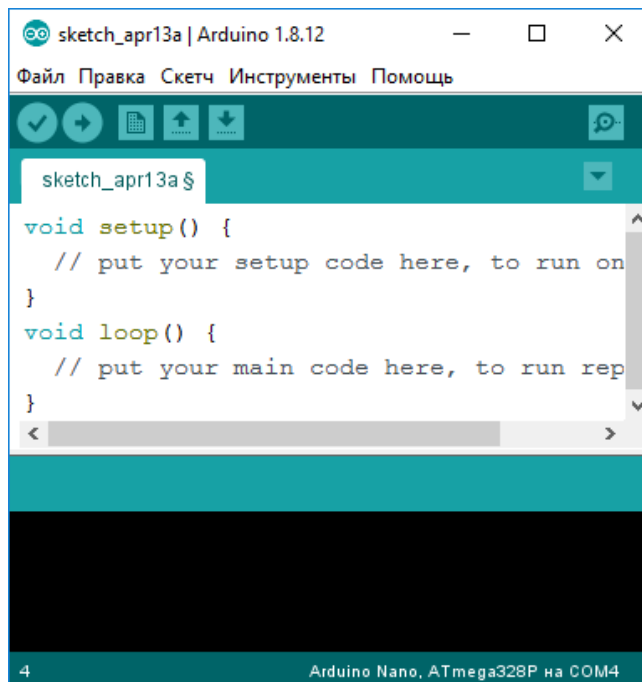 sketch_apr13a | Arduino 1.8.12
Файл Правка Скетч Инструменты Помощь
sketch_apr13a §
void setup() {
// put your setup code here, to run on
}
void loop() {
// put your main code here, to run rep
}
4 Arduino Nano, ATmega328P на COM4